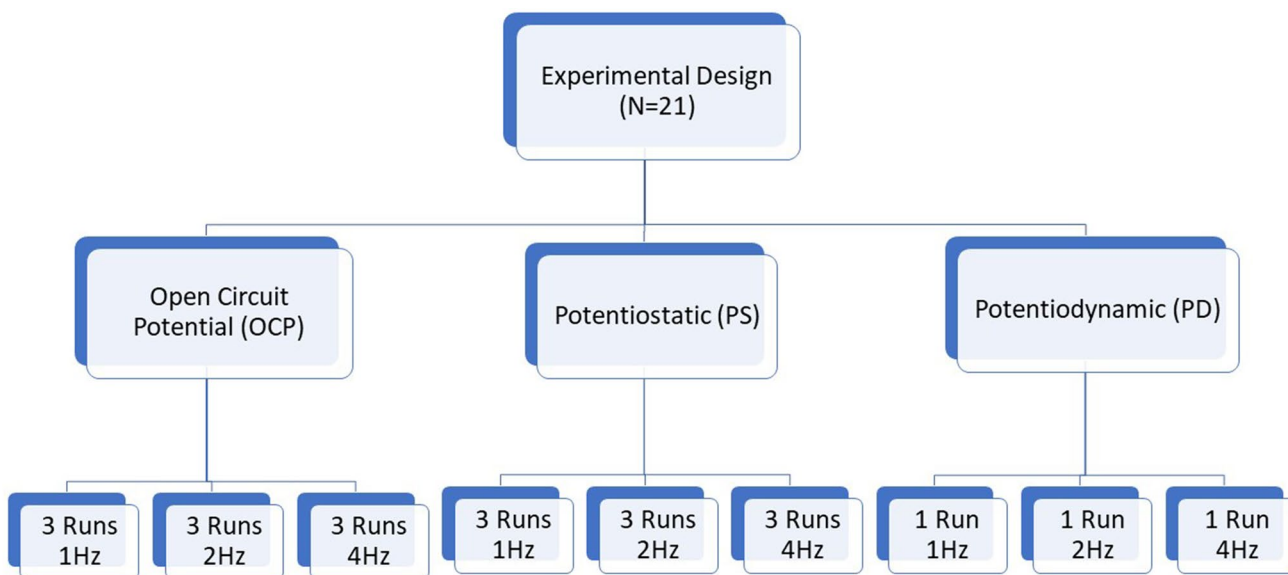 Experimental Design
(N=21)
Open Circuit
Potential (OCP)
Potentiostatic (PS)
Potentiodynamic (PD)
3 Runs
1Hz
3 Runs
2Hz
3 Runs
4Hz
3 Runs
1Hz
3 Runs
2Hz
3 Runs
4Hz
1 Run
1Hz
1 Run
2Hz
1 Run
4Hz